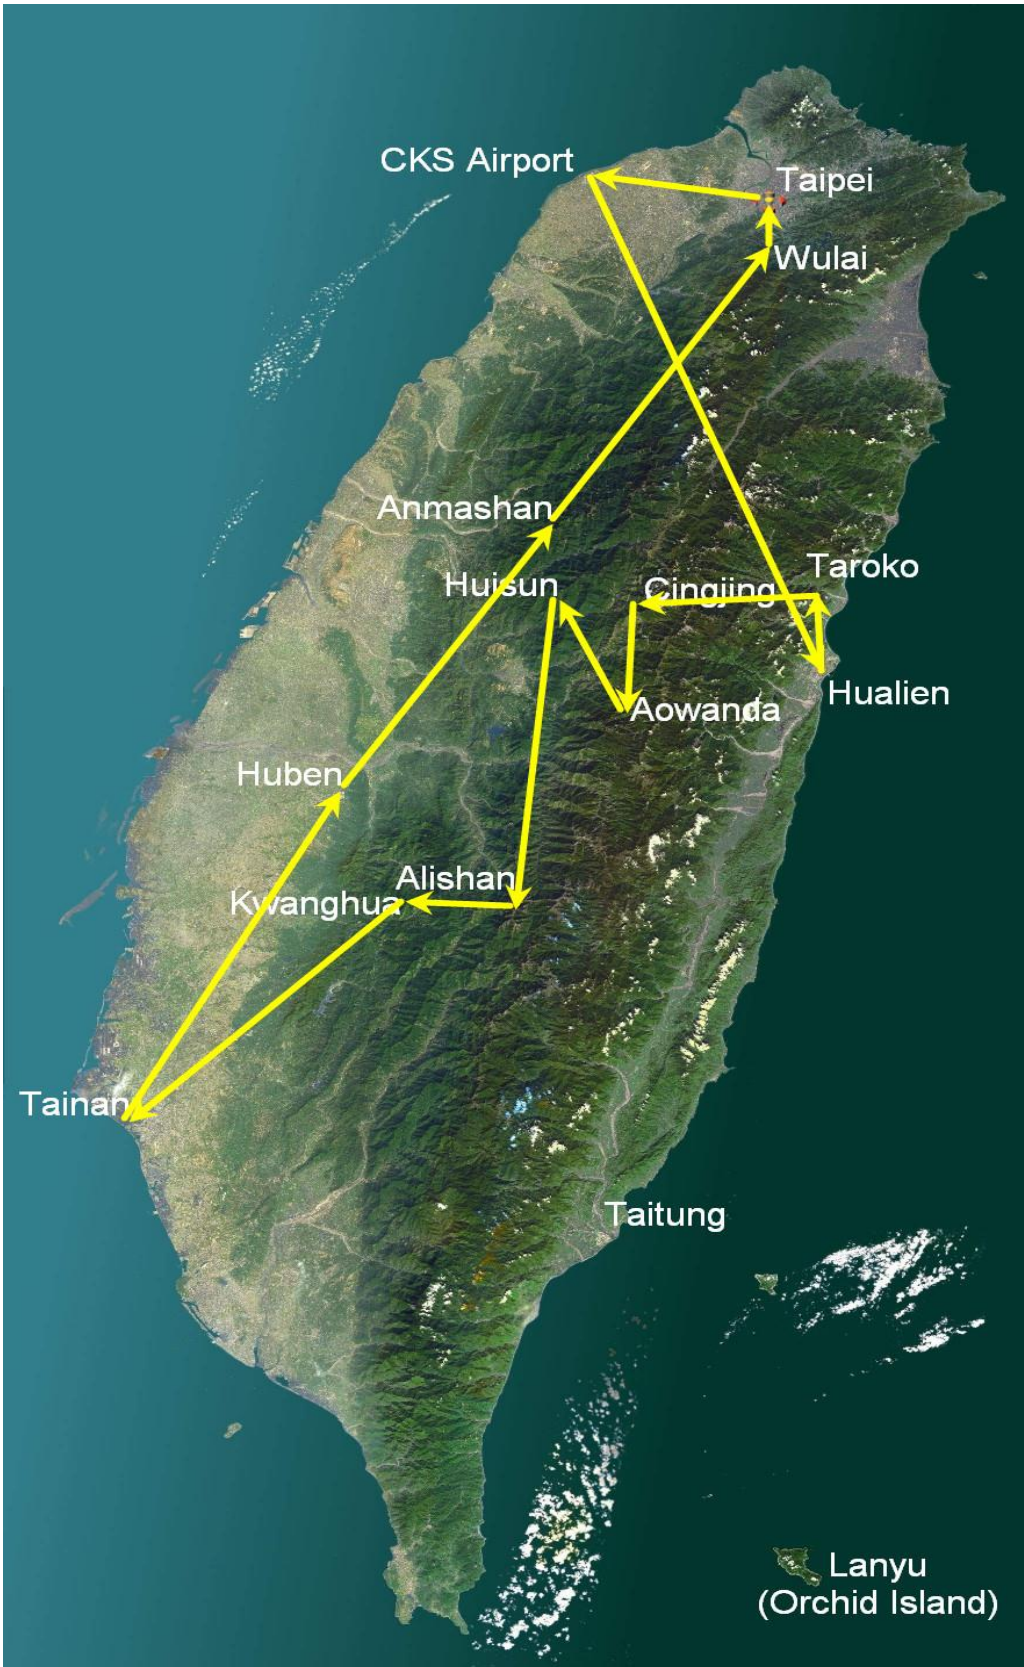 CKS Airport
Taipei
Wulai
Anmashan
Taroko
Huisun
Cingjing
Hualien
Aowanda
Huben
Alishan
Kwanghua
Tainan
Taitung
Lanyu
(Orchid Island)